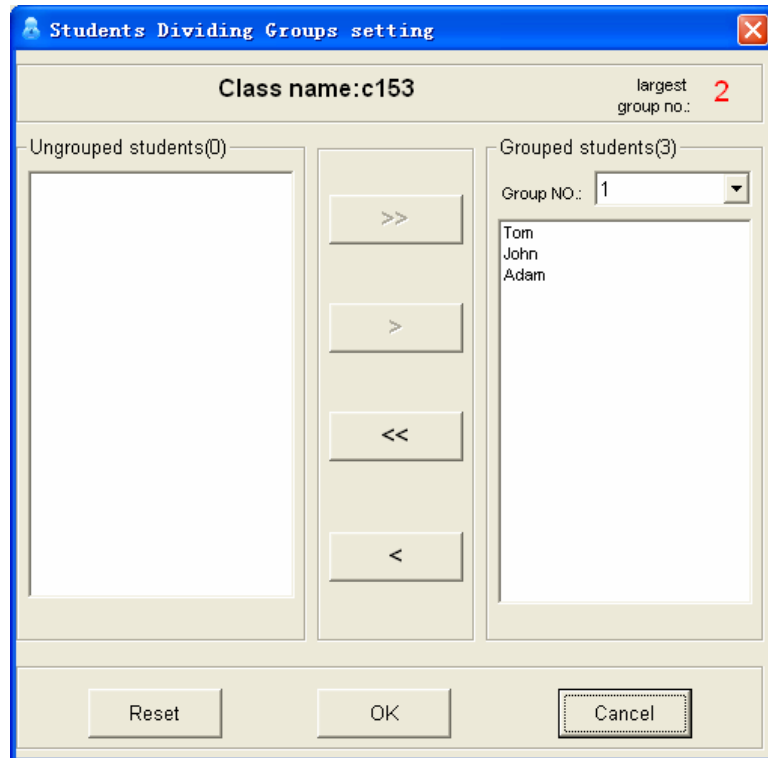 Students Dividing Groups setting
Class name:c153
largest
group no.:
2
Ungrouped students(0)
Grouped students(3)
Group NO.:
1
Tom
John
Adam
>>
>
<<
<
Reset
OK
Cancel